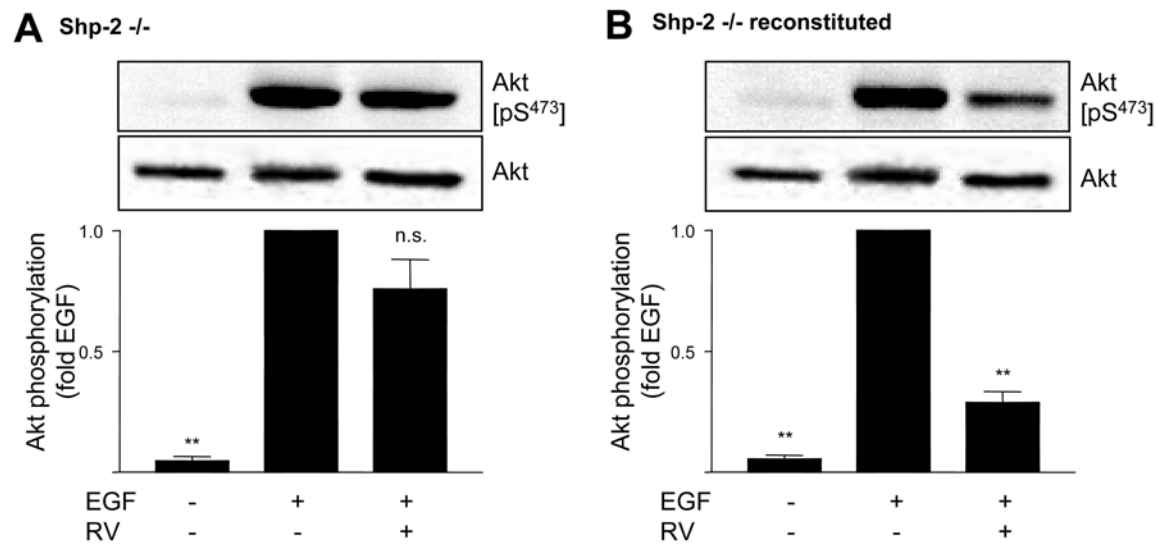 A Shp-2 -/-
Akt
[pS⁴⁷³]
Akt
Akt phosphorylation
(fold EGF)
1.0
0.5
**
n.s.
EGF - + +
RV - - +
B Shp-2 -/- reconstituted
Akt
[pS⁴⁷³]
Akt
Akt phosphorylation
(fold EGF)
1.0
0.5
**
**
EGF - + +
RV - - +